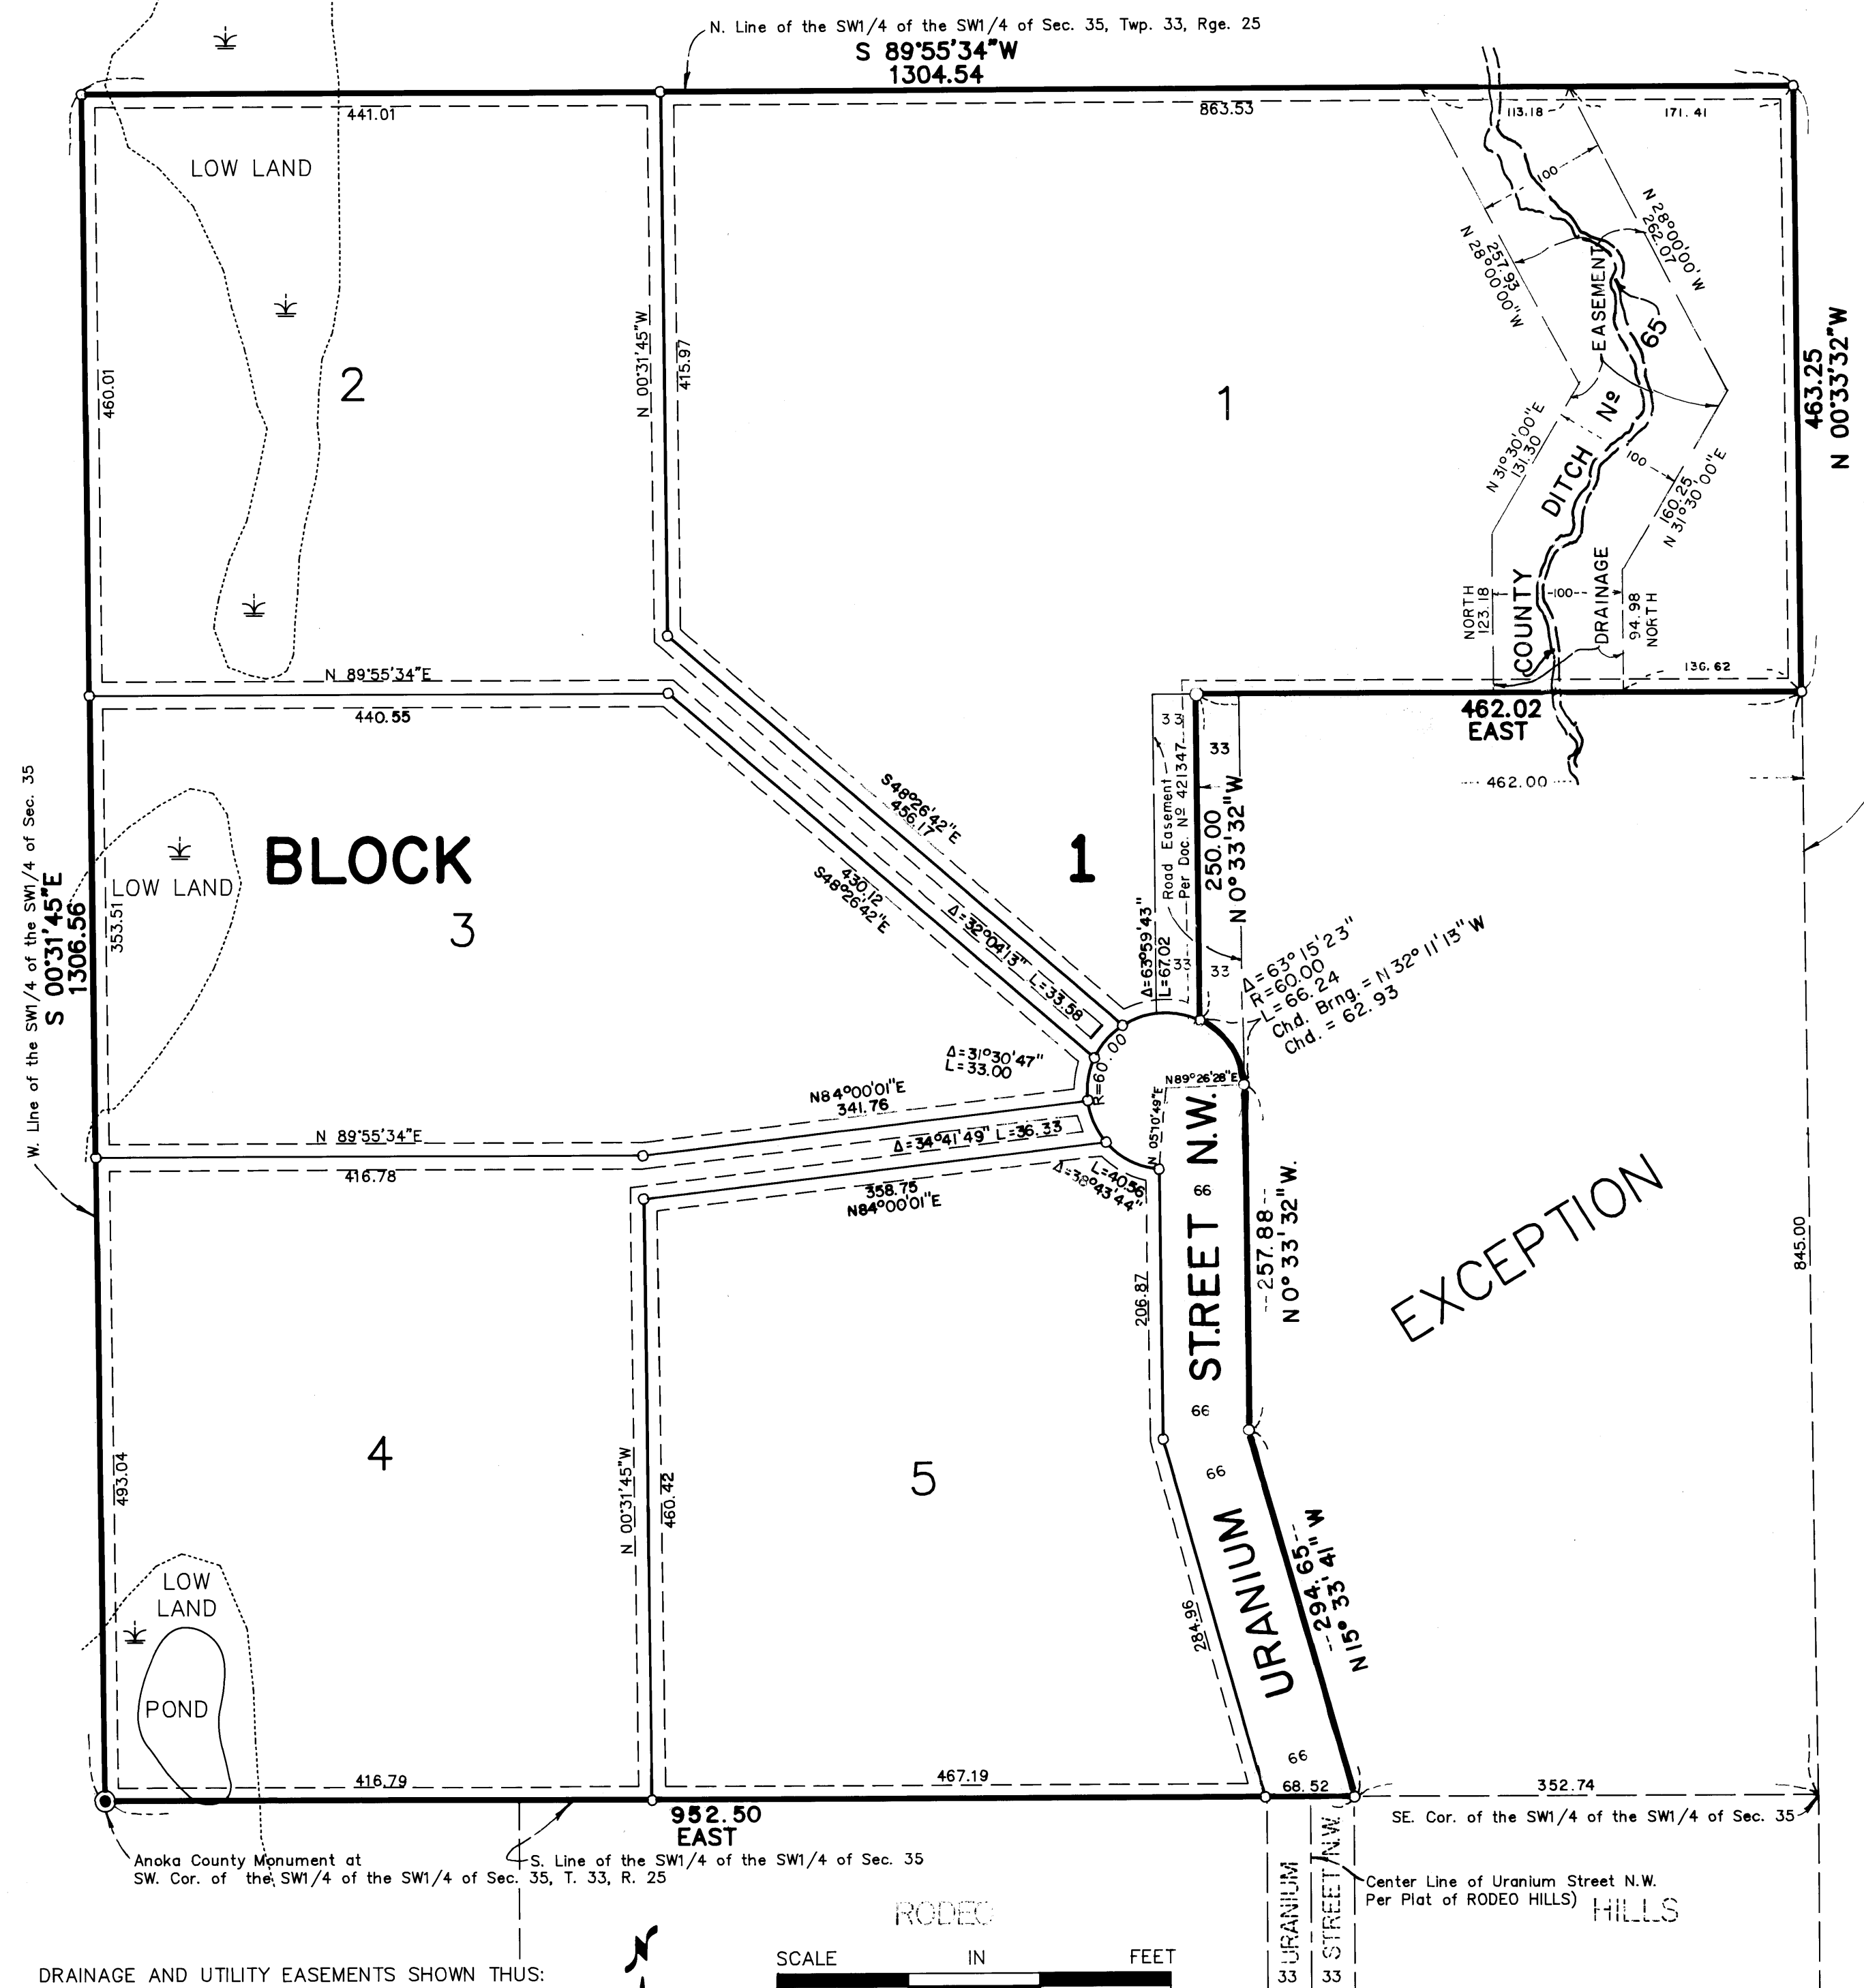 N. Line of the SW1/4 of the SW1/4 of Sec. 35, Twp. 33, Rge. 25
S 89°55'34"W
1304.54
441.01
863.53
113.18
171.41
LOW LAND
100
N 28°00'00"W
262.07
257.93
N 28°00'00"W
EASEMENT
65
460.01
2
N 00°31'45"W
415.97
1
463.25
N 00°33'32"W
N 31°30'00"E
131.30
DITCH Nº
100
160.25
N 31°30'00"E
NORTH
123.18
COUNTY
100
DRAINAGE
94.98
NORTH
N 89°55'34"E
440.55
136.62
462.02
EAST
462.00
33
33
Road Easement
Per Doc. Nº 421347
250.00
N 0°33'32"W
S48°26'42"E
456.17
430.12
S48°26'42"E
BLOCK 1
LOW LAND
3
353.51
W. Line of the SW1/4 of the SW1/4 of Sec. 35
S 00°31'45"E
1306.56
Δ=32°04'13" L=33.58
Δ=63°59'43"
L=67.02
33
33
Δ=63°15'23"
R=60.00
L=66.24
Chd. Brng. = N 32°11'13" W
Chd. = 62.93
R=60.00
Δ=31°30'47"
L=33.00
N84°00'01"E
341.76
N89°26'28"E
N 05°10'49"E
N 89°55'34"E
416.78
Δ=34°41'49" L=36.33
358.75
N84°00'01"E
L=40.56
Δ=38°43'44"
66
STREET N.W.
257.88
N 0°33'32"W.
206.87
66
EXCEPTION
845.00
4
493.04
N 00°31'45"W
460.42
5
66
URANIUM
294.65
N 15°33'41" W
284.96
LOW
LAND
POND
66
416.79
467.19
68.52
352.74
952.50
EAST
SE. Cor. of the SW1/4 of the SW1/4 of Sec. 35
Anoka County Monument at
SW. Cor. of the SW1/4 of the SW1/4 of Sec. 35, T. 33, R. 25
S. Line of the SW1/4 of the SW1/4 of Sec. 35
Center Line of Uranium Street N.W.
Per Plat of RODEO HILLS)
RODEO HILLS
URANIUM
STREET N.W.
33
33
N
SCALE IN FEET
DRAINAGE AND UTILITY EASEMENTS SHOWN THUS: